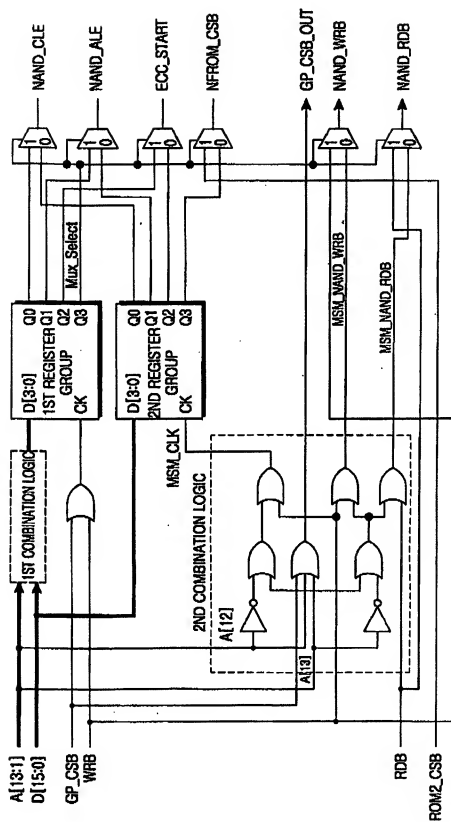 NAND_CLE
NAND_ALE
ECC_START
NFROM_CSB
GP_CSB_OUT
NAND_WRB
NAND_RDB
1
0
1
0
1
0
1
0
1
0
1
0
Mux_Select
MSM_NAND_WRB
MSM_NAND_RDB
Q0
Q1
Q2
Q3
D[3:0]
1ST REGISTER
GROUP
CK
Q0
Q1
Q2
Q3
D[3:0]
2ND REGISTER
GROUP
CK
MSM_CLK
1ST COMBINATION LOGIC
2ND COMBINATION LOGIC
A[12]
A[13]
A[13:1]
D[15:0]
GP_CSB
WRB
RDB
ROM2_CSB